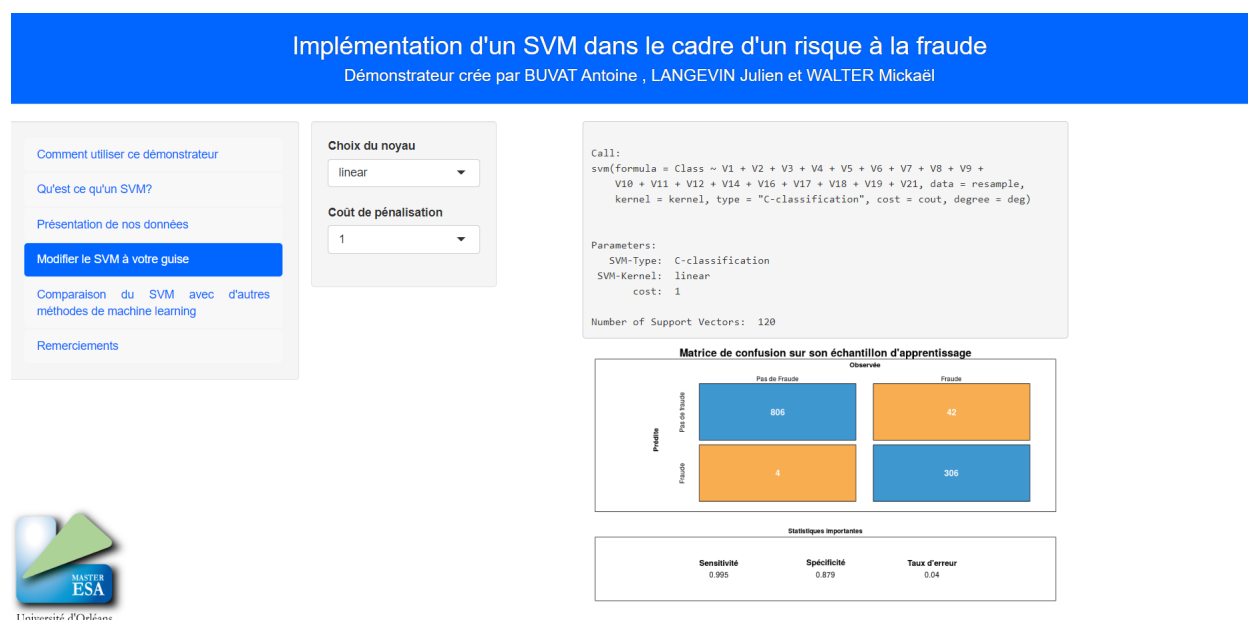 Implémentation d'un SVM dans le cadre d'un risque à la fraude
Démonstrateur crée par BUVAT Antoine , LANGEVIN Julien et WALTER Mickaël
Comment utiliser ce démonstrateur
Qu'est ce qu'un SVM?
Présentation de nos données
Modifier le SVM à votre guise
Comparaison du SVM avec d'autres
méthodes de machine learning
Remerciements
Choix du noyau
linear
Coût de pénalisation
1
Call:
svm(formula = Class ~ V1 + V2 + V3 + V4 + V5 + V6 + V7 + V8 + V9 +
V10 + V11 + V12 + V14 + V16 + V17 + V18 + V19 + V21, data = resample,
kernel = kernel, type = "C-classification", cost = cout, degree = deg)
Parameters:
SVM-Type: C-classification
SVM-Kernel: linear
cost: 1
Number of Support Vectors: 120
Matrice de confusion sur son échantillon d'apprentissage
Observée
Pas de Fraude Fraude
Prédite
Pas de fraude
806 42
Fraude
4 306
Statistiques importantes
Sensitivité Spécificité Taux d'erreur
0.995 0.879 0.04
MASTER
ESA
Université d'Orléans